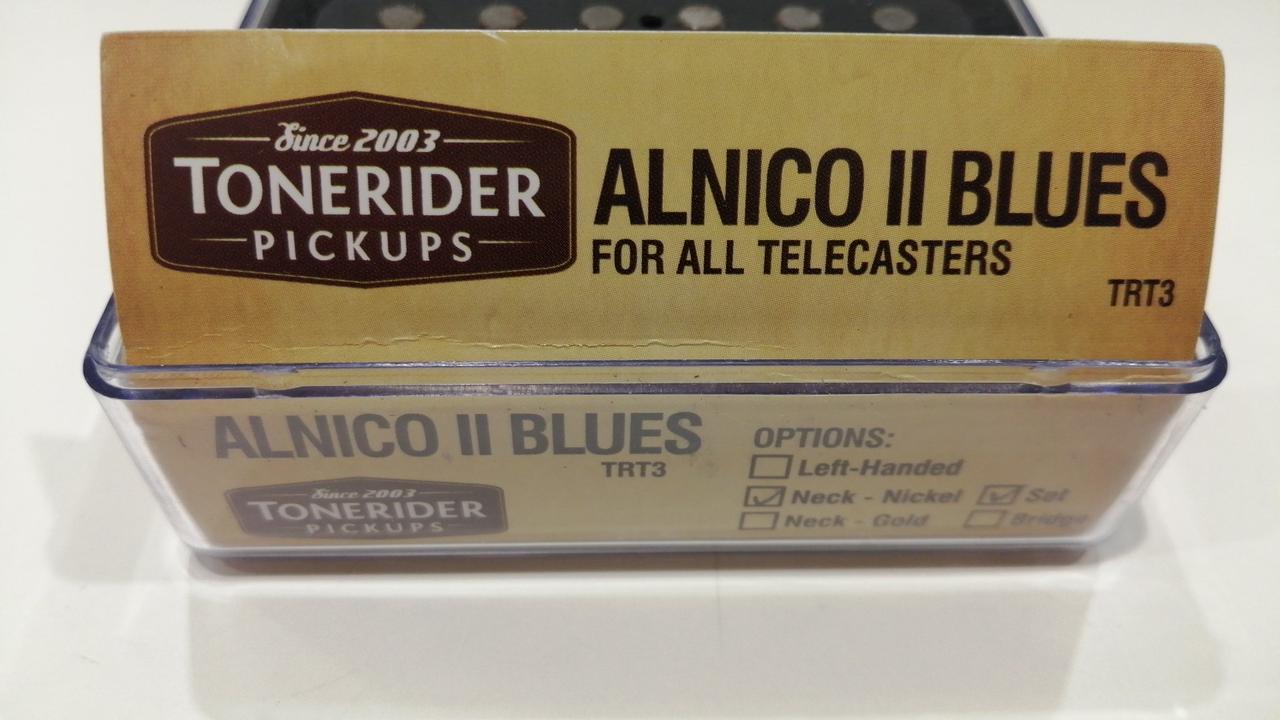 Since 2003
TONERIDER
PICKUPS
ALNICO II BLUES
FOR ALL TELECASTERS
TRT3
ALNICO II BLUES
TRT3
Since 2003
TONERIDER
PICKUPS
OPTIONS:
Left-Handed
Neck - Nickel Set
Neck - Gold Bridge